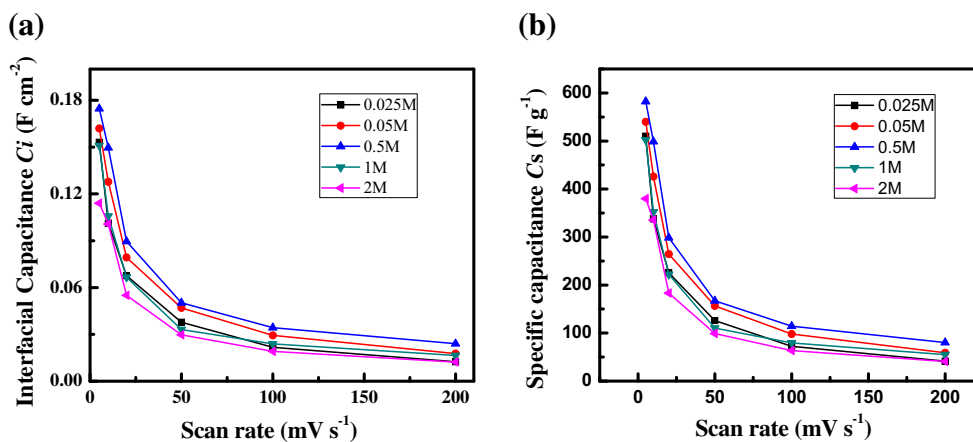 (a)
Interfacial Capacitance Ci (F cm-2)
0.18
0.12
0.06
0.00
0.025M
0.05M
0.5M
1M
2M
0 50 100 150 200
Scan rate (mV s-1)
(b)
Specific capacitance Cs (F g-1)
600
500
400
300
200
100
0
0.025M
0.05M
0.5M
1M
2M
0 50 100 150 200
Scan rate (mV s-1)